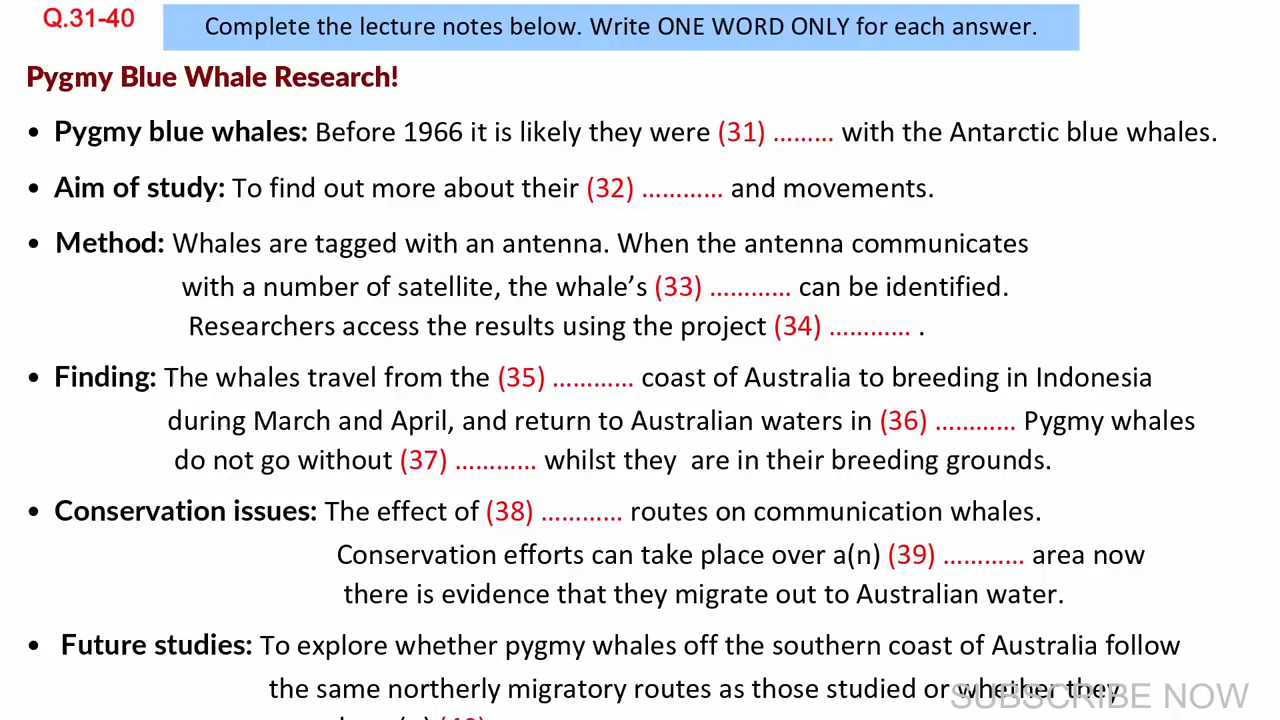 Q.31-40
Complete the lecture notes below. Write ONE WORD ONLY for each answer.
Pygmy Blue Whale Research!
• Pygmy blue whales: Before 1966 it is likely they were (31) ......... with the Antarctic blue whales.
• Aim of study: To find out more about their (32) ............ and movements.
• Method: Whales are tagged with an antenna. When the antenna communicates
with a number of satellite, the whale’s (33) ............ can be identified.
Researchers access the results using the project (34) ............ .
• Finding: The whales travel from the (35) ............ coast of Australia to breeding in Indonesia
during March and April, and return to Australian waters in (36) ............ Pygmy whales
do not go without (37) ............ whilst they are in their breeding grounds.
• Conservation issues: The effect of (38) ............ routes on communication whales.
Conservation efforts can take place over a(n) (39) ............ area now
there is evidence that they migrate out to Australian water.
• Future studies: To explore whether pygmy whales off the southern coast of Australia follow
the same northerly migratory routes as those studied or whether they
SUBSCRIBE NOW